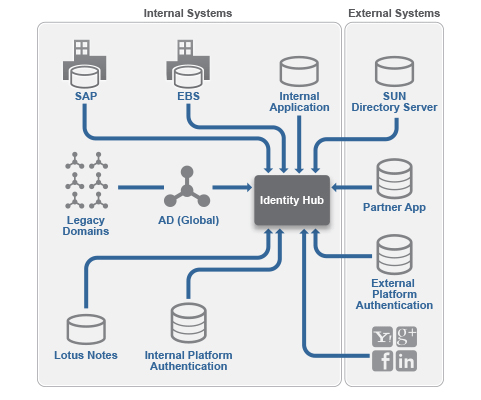 Internal Systems
External Systems
SAP
EBS
Internal
Application
SUN
Directory Server
Legacy
Domains
AD (Global)
Identity Hub
Partner App
External
Platform
Authentication
Lotus Notes
Internal Platform
Authentication
Y!
g+
f
in